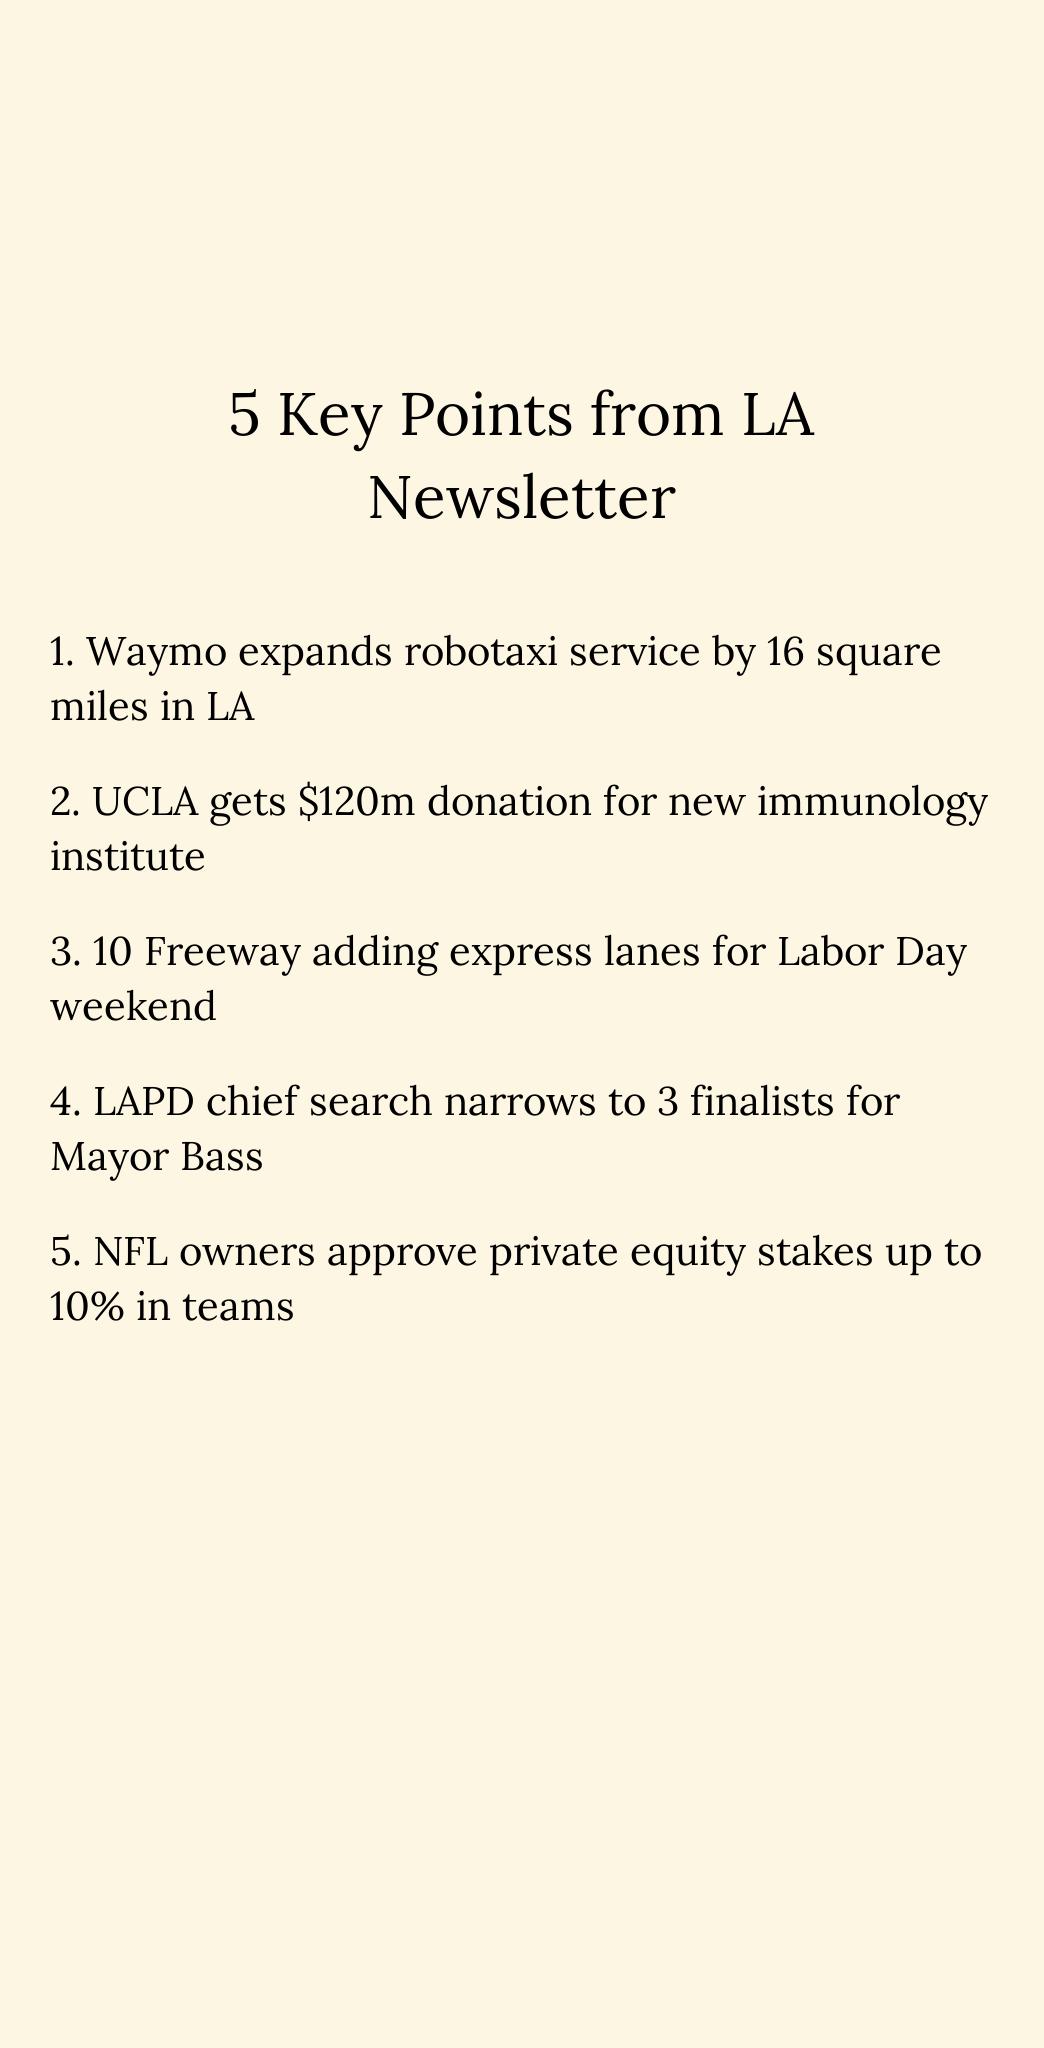 5 Key Points from LA
Newsletter
1. Waymo expands robotaxi service by 16 square
miles in LA
2. UCLA gets $120m donation for new immunology
institute
3. 10 Freeway adding express lanes for Labor Day
weekend
4. LAPD chief search narrows to 3 finalists for
Mayor Bass
5. NFL owners approve private equity stakes up to
10% in teams